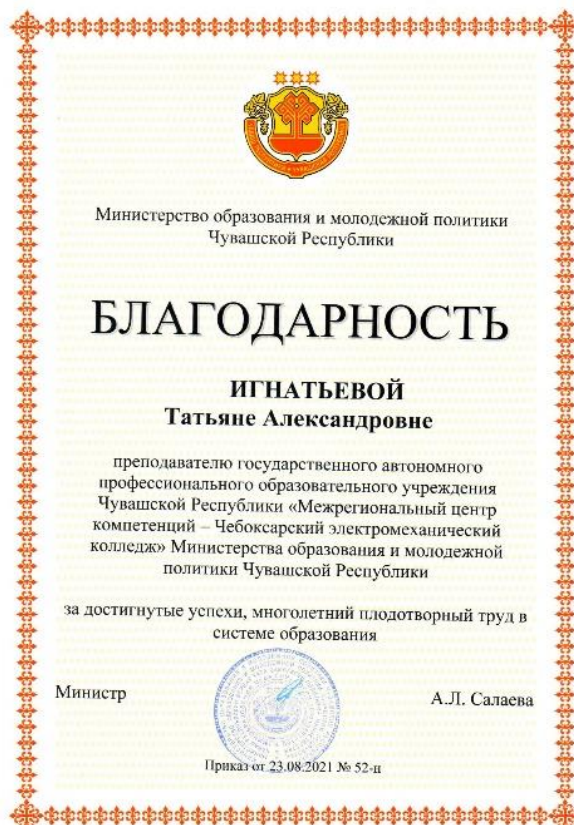 Министерство образования и молодежной политики
Чувашской Республики
БЛАГОДАРНОСТЬ
ИГНАТЬЕВОЙ
Татьяне Александровне
преподавателю государственного автономного
профессионального образовательного учреждения
Чувашской Республики «Межрегиональный центр
компетенций – Чебоксарский электромеханический
колледж» Министерства образования и молодежной
политики Чувашской Республики
за достигнутые успехи, многолетний плодотворный труд в
системе образования
Министр
А.Л. Салаева
Приказ от 23.08.2021 № 52-п